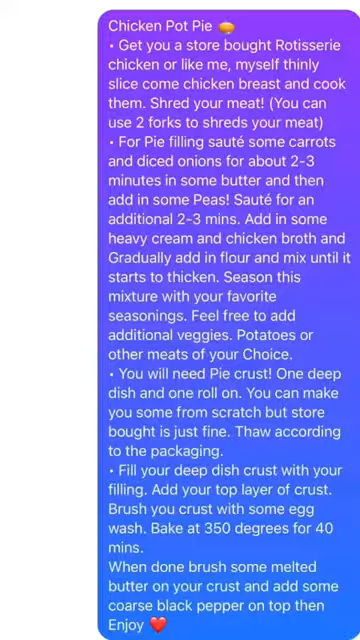 Chicken Pot Pie 🥧
• Get you a store bought Rotisserie
chicken or like me, myself thinly
slice come chicken breast and cook
them. Shred your meat! (You can
use 2 forks to shreds your meat)
• For Pie filling sauté some carrots
and diced onions for about 2-3
minutes in some butter and then
add in some Peas! Sauté for an
additional 2-3 mins. Add in some
heavy cream and chicken broth and
Gradually add in flour and mix until it
starts to thicken. Season this
mixture with your favorite
seasonings. Feel free to add
additional veggies. Potatoes or
other meats of your Choice.
• You will need Pie crust! One deep
dish and one roll on. You can make
you some from scratch but store
bought is just fine. Thaw according
to the packaging.
• Fill your deep dish crust with your
filling. Add your top layer of crust.
Brush you crust with some egg
wash. Bake at 350 degrees for 40
mins.
When done brush some melted
butter on your crust and add some
coarse black pepper on top then
Enjoy ❤️